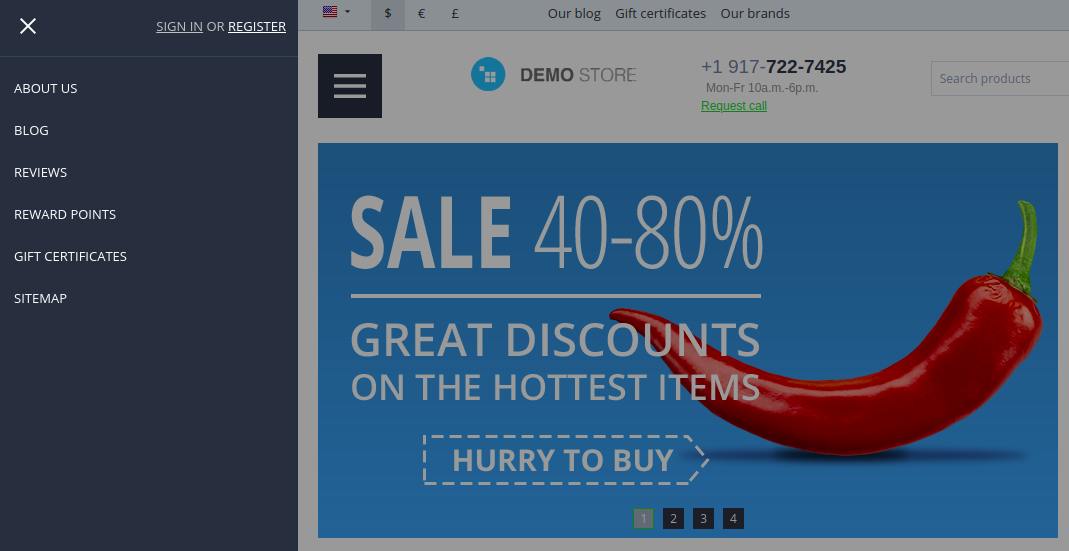 SIGN IN OR REGISTER
ABOUT US
BLOG
REVIEWS
REWARD POINTS
GIFT CERTIFICATES
SITEMAP
$ € £
Our blog Gift certificates Our brands
DEMO STORE
+1 917-722-7425
Mon-Fr 10a.m.-6p.m.
Request call
Search products
SALE 40-80%
GREAT DISCOUNTS
ON THE HOTTEST ITEMS
HURRY TO BUY
1 2 3 4